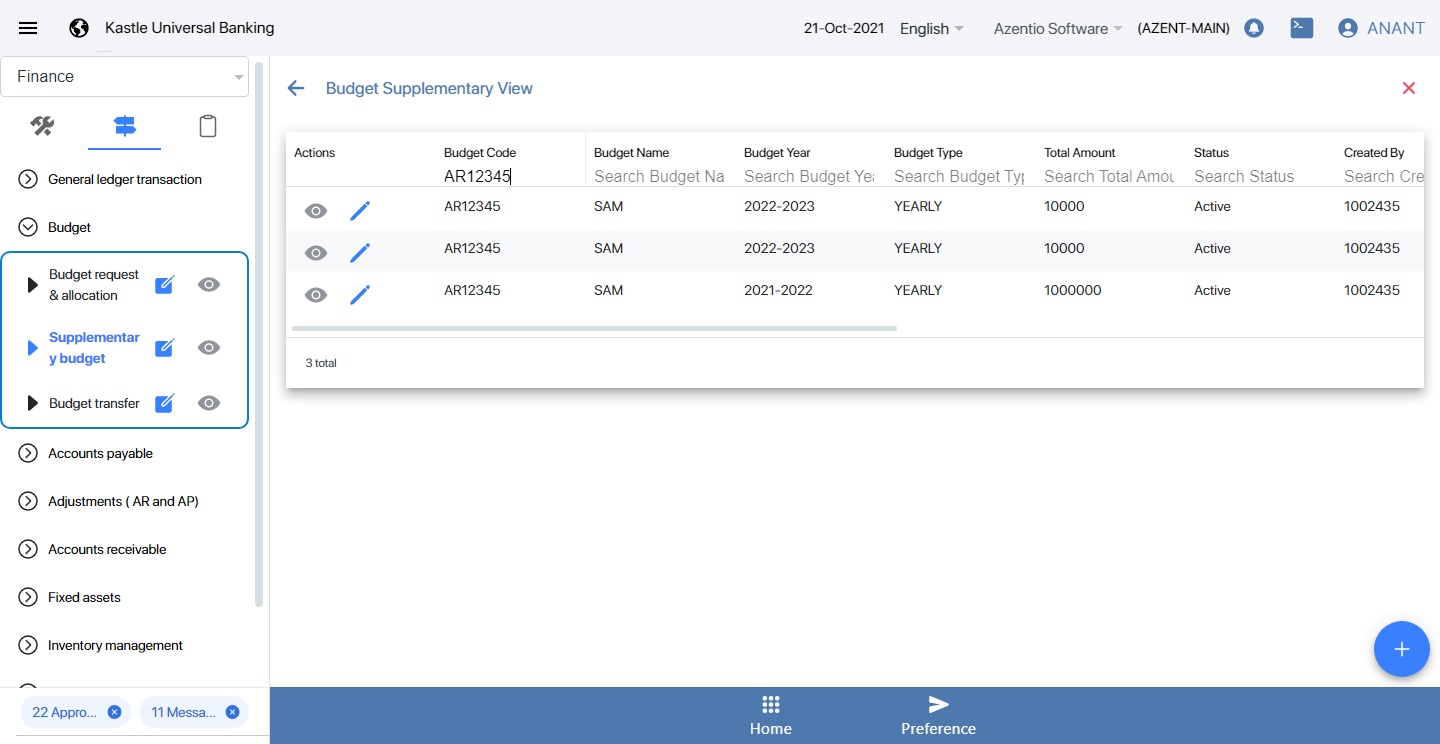 Kastle Universal Banking
21-Oct-2021
English
Azentio Software
(AZENT-MAIN)
ANANT
Finance
General ledger transaction
Budget
Budget request
& allocation
Supplementar
y budget
Budget transfer
Accounts payable
Adjustments ( AR and AP)
Accounts receivable
Fixed assets
Inventory management
22 Appro...
11 Messa...
Budget Supplementary View
Actions Budget Code Budget Name Budget Year Budget Type Total Amount Status Created By
AR12345 Search Budget Na Search Budget Ye Search Budget Typ Search Total Amou Search Status Search Cre
AR12345 SAM 2022-2023 YEARLY 10000 Active 1002435
AR12345 SAM 2022-2023 YEARLY 10000 Active 1002435
AR12345 SAM 2021-2022 YEARLY 1000000 Active 1002435
3 total
Home
Preference